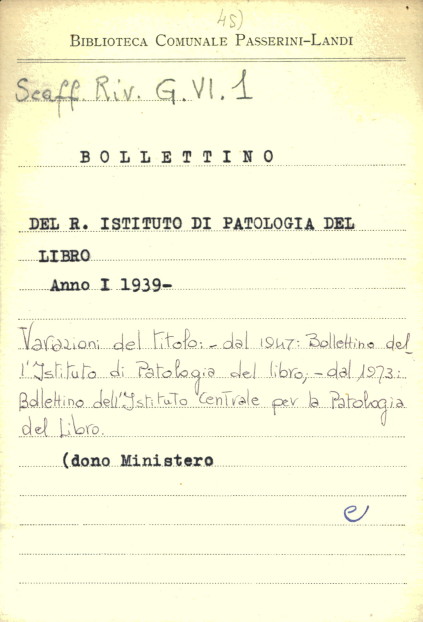 45)
BIBLIOTECA COMUNALE PASSERINI-LANDI
Scaff. Riv. G. VI. 1
BOLLETTINO
DEL R. ISTITUTO DI PATOLOGIA DEL
LIBRO
Anno I 1939-
Variazioni del titolo: - dal 1947: Bollettino del
l'Istituto di Patologia del libro; - dal 1973:
Bollettino dell'Istituto Centrale per la Patologia
del Libro.
(dono Ministero
e